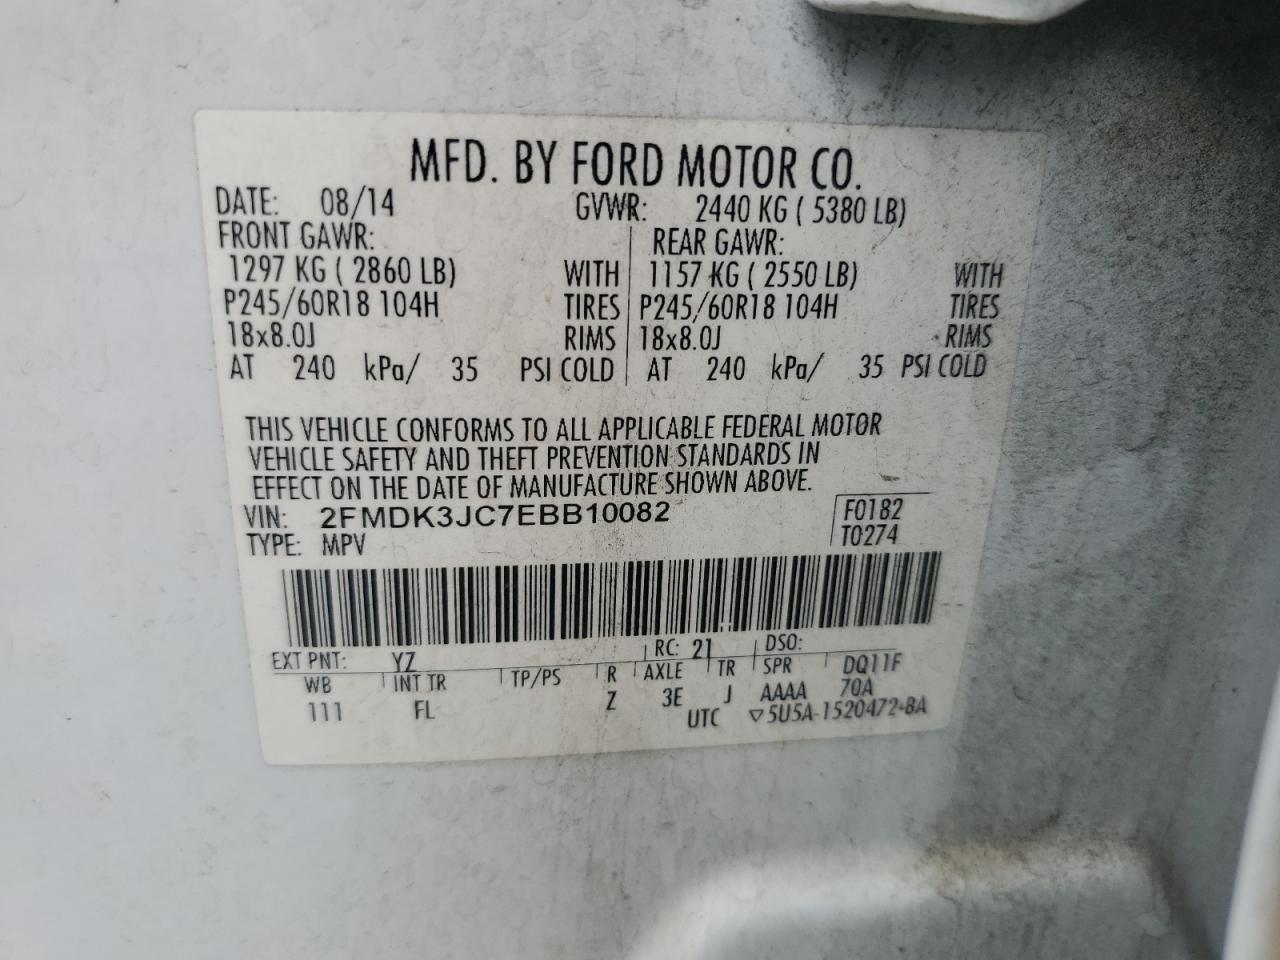 MFD. BY FORD MOTOR CO.
DATE: 08/14 GVWR: 2440 KG ( 5380 LB)
FRONT GAWR: REAR GAWR:
1297 KG ( 2860 LB) WITH 1157 KG ( 2550 LB) WITH
P245/60R18 104H TIRES P245/60R18 104H TIRES
18x8.0J RIMS 18x8.0J RIMS
AT 240 kPa/ 35 PSI COLD AT 240 kPa/ 35 PSI COLD
THIS VEHICLE CONFORMS TO ALL APPLICABLE FEDERAL MOTOR
VEHICLE SAFETY AND THEFT PREVENTION STANDARDS IN
EFFECT ON THE DATE OF MANUFACTURE SHOWN ABOVE.
VIN: 2FMDK3JC7EBB10082 F0182
TYPE: MPV T0274
EXT PNT: YZ RC: 21 DSO:
WB INT TR TP/PS R AXLE TR SPR DQ11F
111 FL Z 3E J AAAA 70A
UTC ▽5U5A-1520472-BA